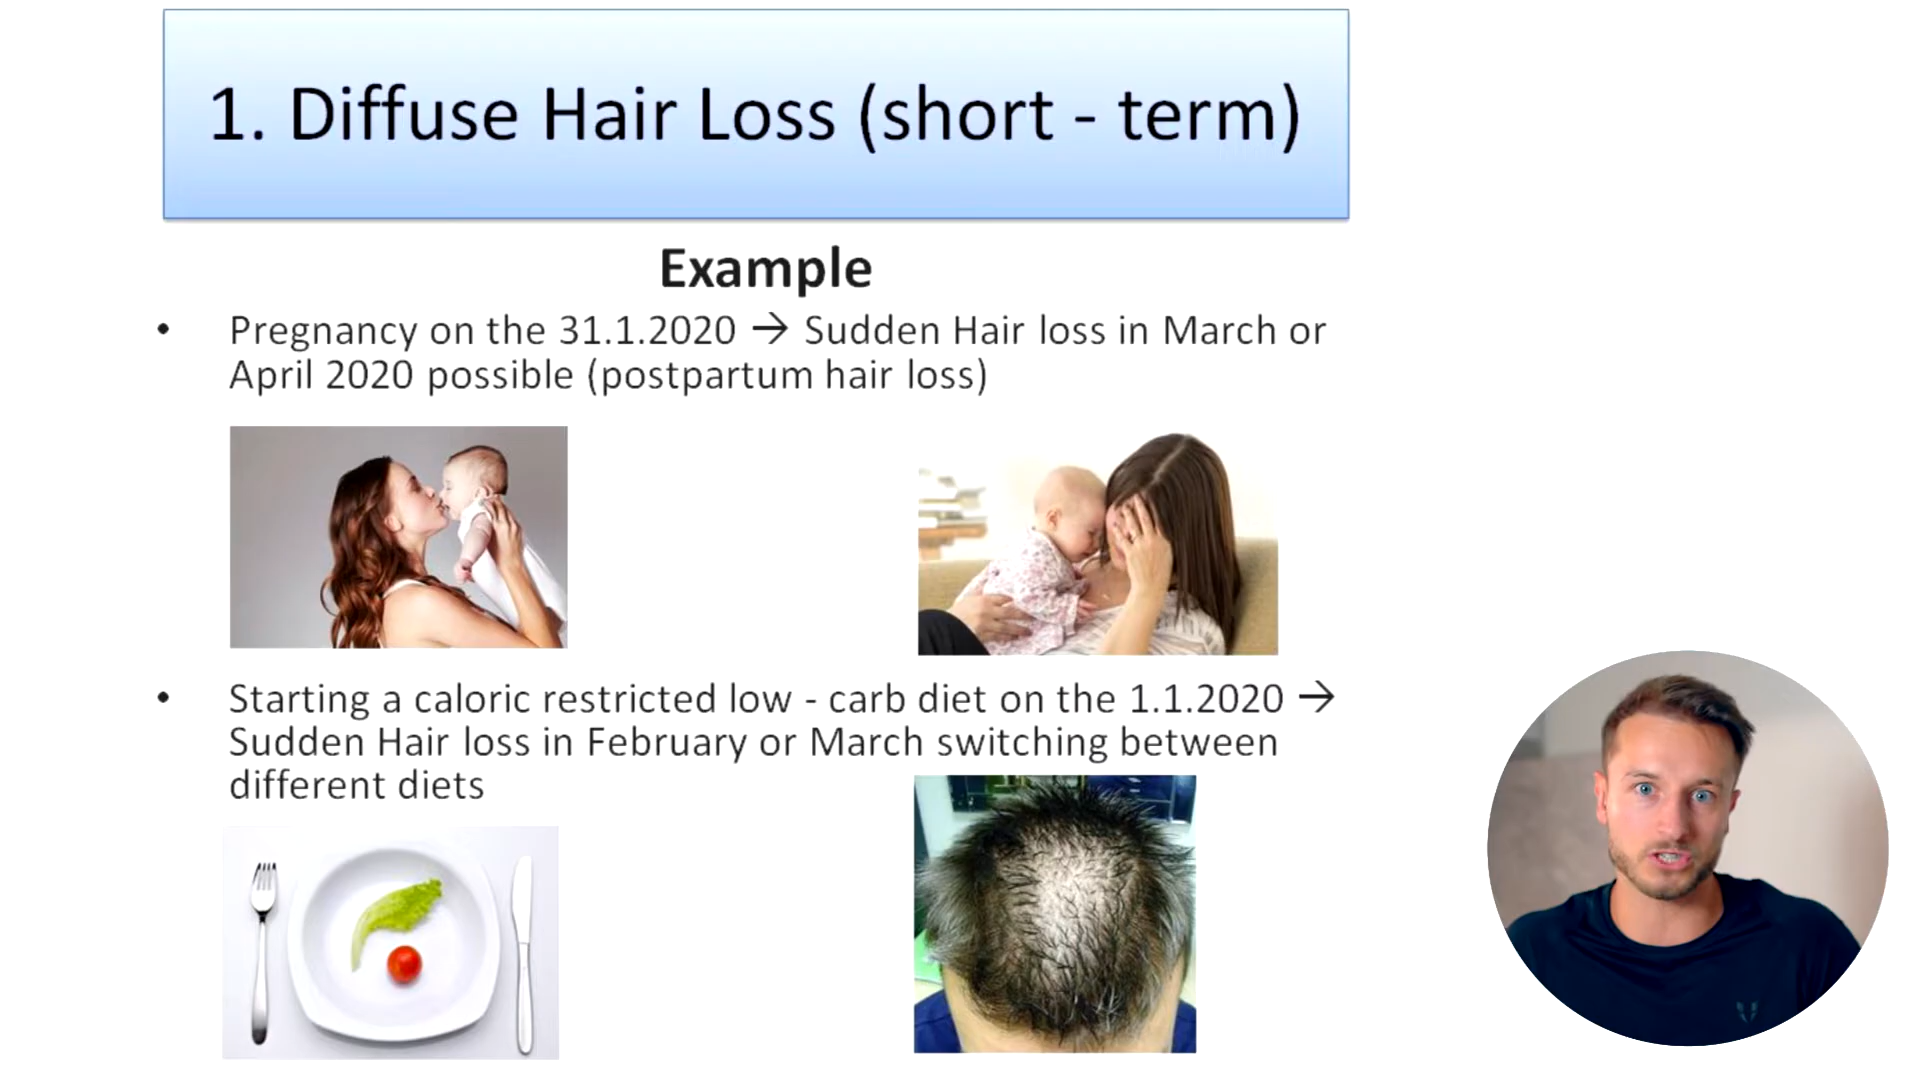 1. Diffuse Hair Loss (short - term)
Example
• Pregnancy on the 31.1.2020 → Sudden Hair loss in March or
April 2020 possible (postpartum hair loss)
• Starting a caloric restricted low - carb diet on the 1.1.2020 →
Sudden Hair loss in February or March switching between
different diets